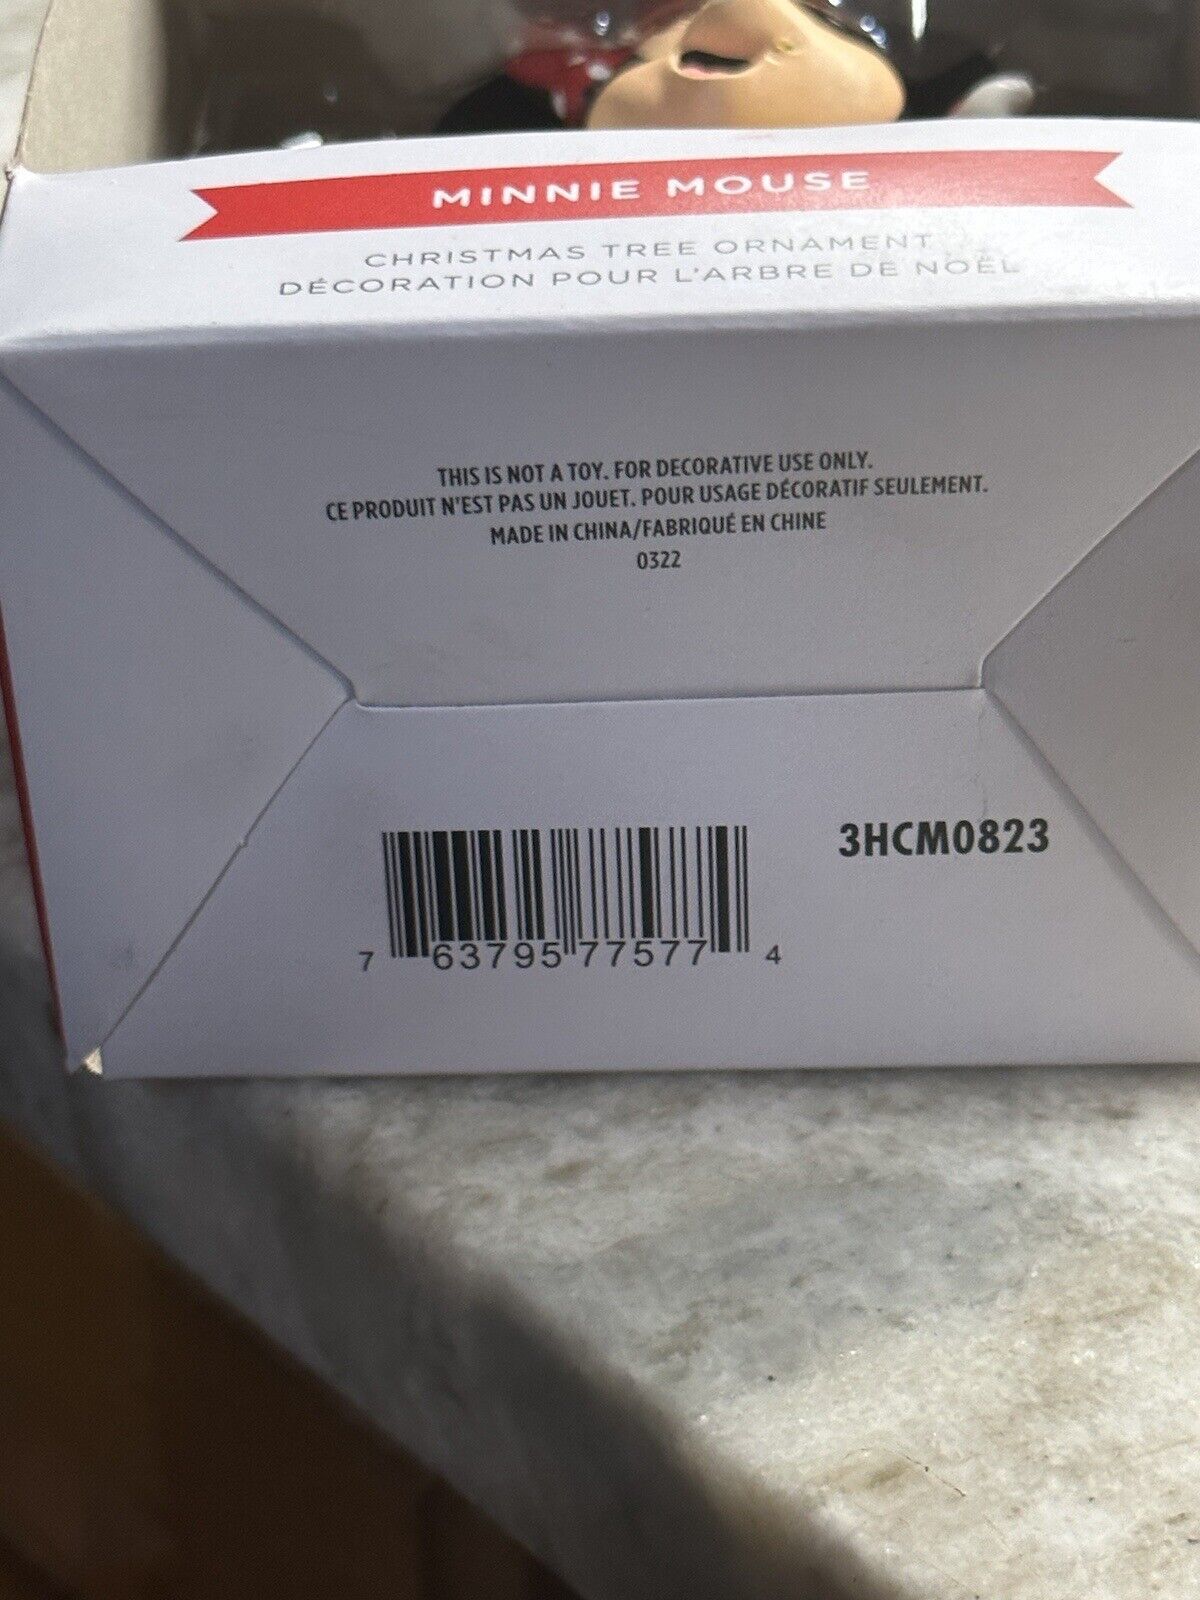 MINNIE MOUSE
CHRISTMAS TREE ORNAMENT
DÉCORATION POUR L'ARBRE DE NOËL
THIS IS NOT A TOY. FOR DECORATIVE USE ONLY.
CE PRODUIT N'EST PAS UN JOUET. POUR USAGE DÉCORATIF SEULEMENT.
MADE IN CHINA/FABRIQUÉ EN CHINE
0322
3HCM0823
7 63795 77577 4